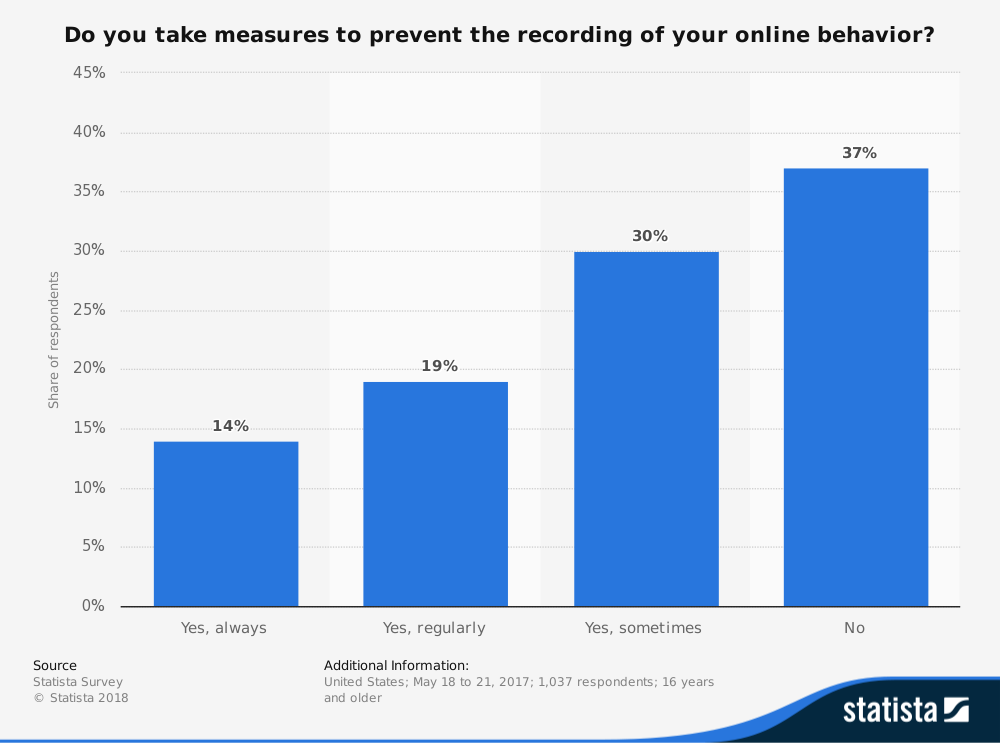 Do you take measures to prevent the recording of your online behavior?
45%
40%
35%
30%
25%
20%
15%
10%
5%
0%
Share of respondents
14%
19%
30%
37%
Yes, always
Yes, regularly
Yes, sometimes
No
Source
Statista Survey
© Statista 2018
Additional Information:
United States; May 18 to 21, 2017; 1,037 respondents; 16 years
and older
statista